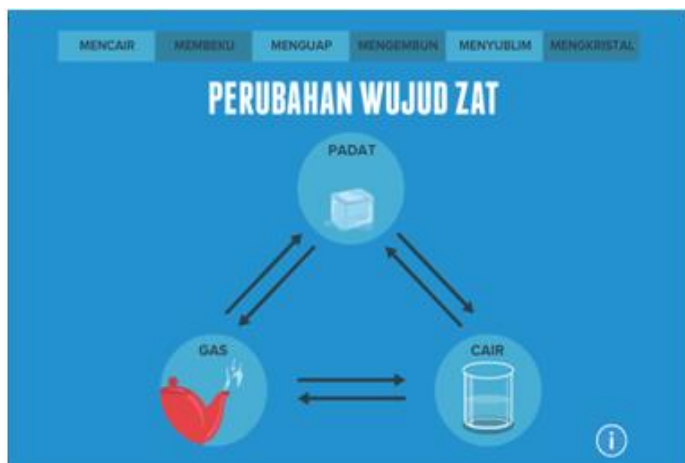 MENCAIR MEMBEKU MENGUAP MENGEMBUN MENYUBLIM MENGKRISTAL
PERUBAHAN WUJUD ZAT
PADAT
GAS
CAIR
i